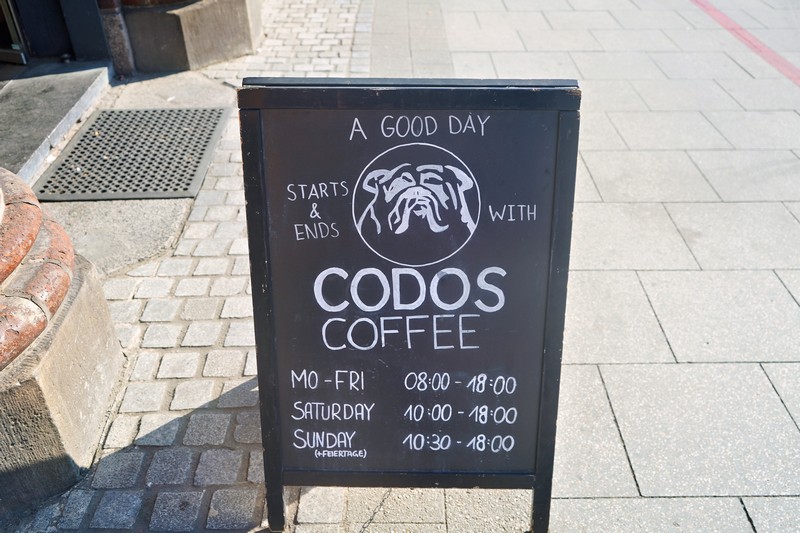 A GOOD DAY
STARTS
&
ENDS
WITH
CODOS
COFFEE
MO - FRI 08:00 - 18:00
SATURDAY 10:00 - 18:00
SUNDAY 10:30 - 18:00
(+FEIERTAGE)